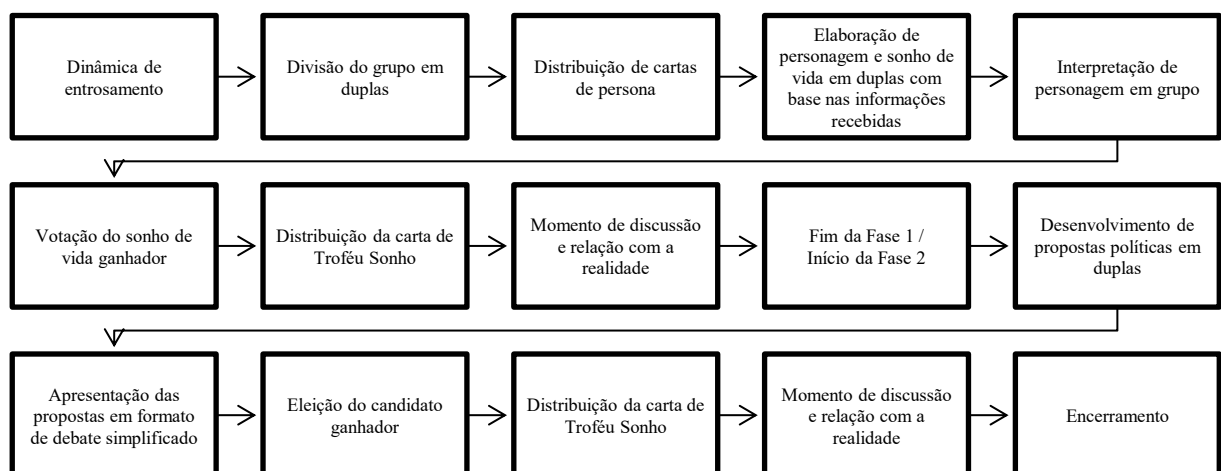 Dinâmica de
entrosamento
Divisão do grupo em
duplas
Distribuição de cartas
de persona
Elaboração de
personagem e sonho de
vida em duplas com
base nas informações
recebidas
Interpretação de
personagem em grupo
Votação do sonho de
vida ganhador
Distribuição da carta de
Troféu Sonho
Momento de discussão
e relação com a
realidade
Fim da Fase 1 /
Início da Fase 2
Desenvolvimento de
propostas políticas em
duplas
Apresentação das
propostas em formato
de debate simplificado
Eleição do candidato
ganhador
Distribuição da carta de
Troféu Sonho
Momento de discussão
e relação com a
realidade
Encerramento